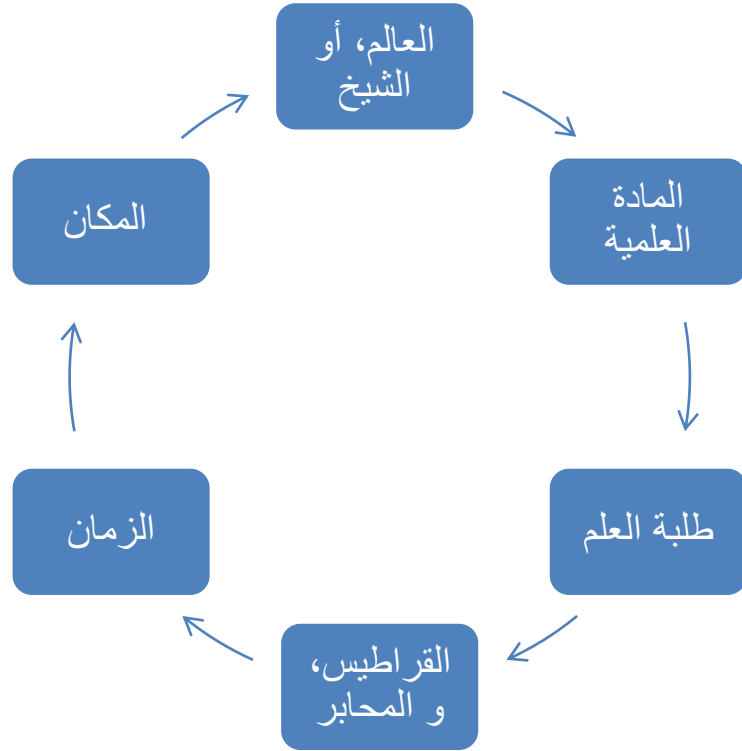 العالم، أو
الشيخ
المادة
العلمية
طلبة العلم
القراطيس،
و المحابر
الزمان
المكان